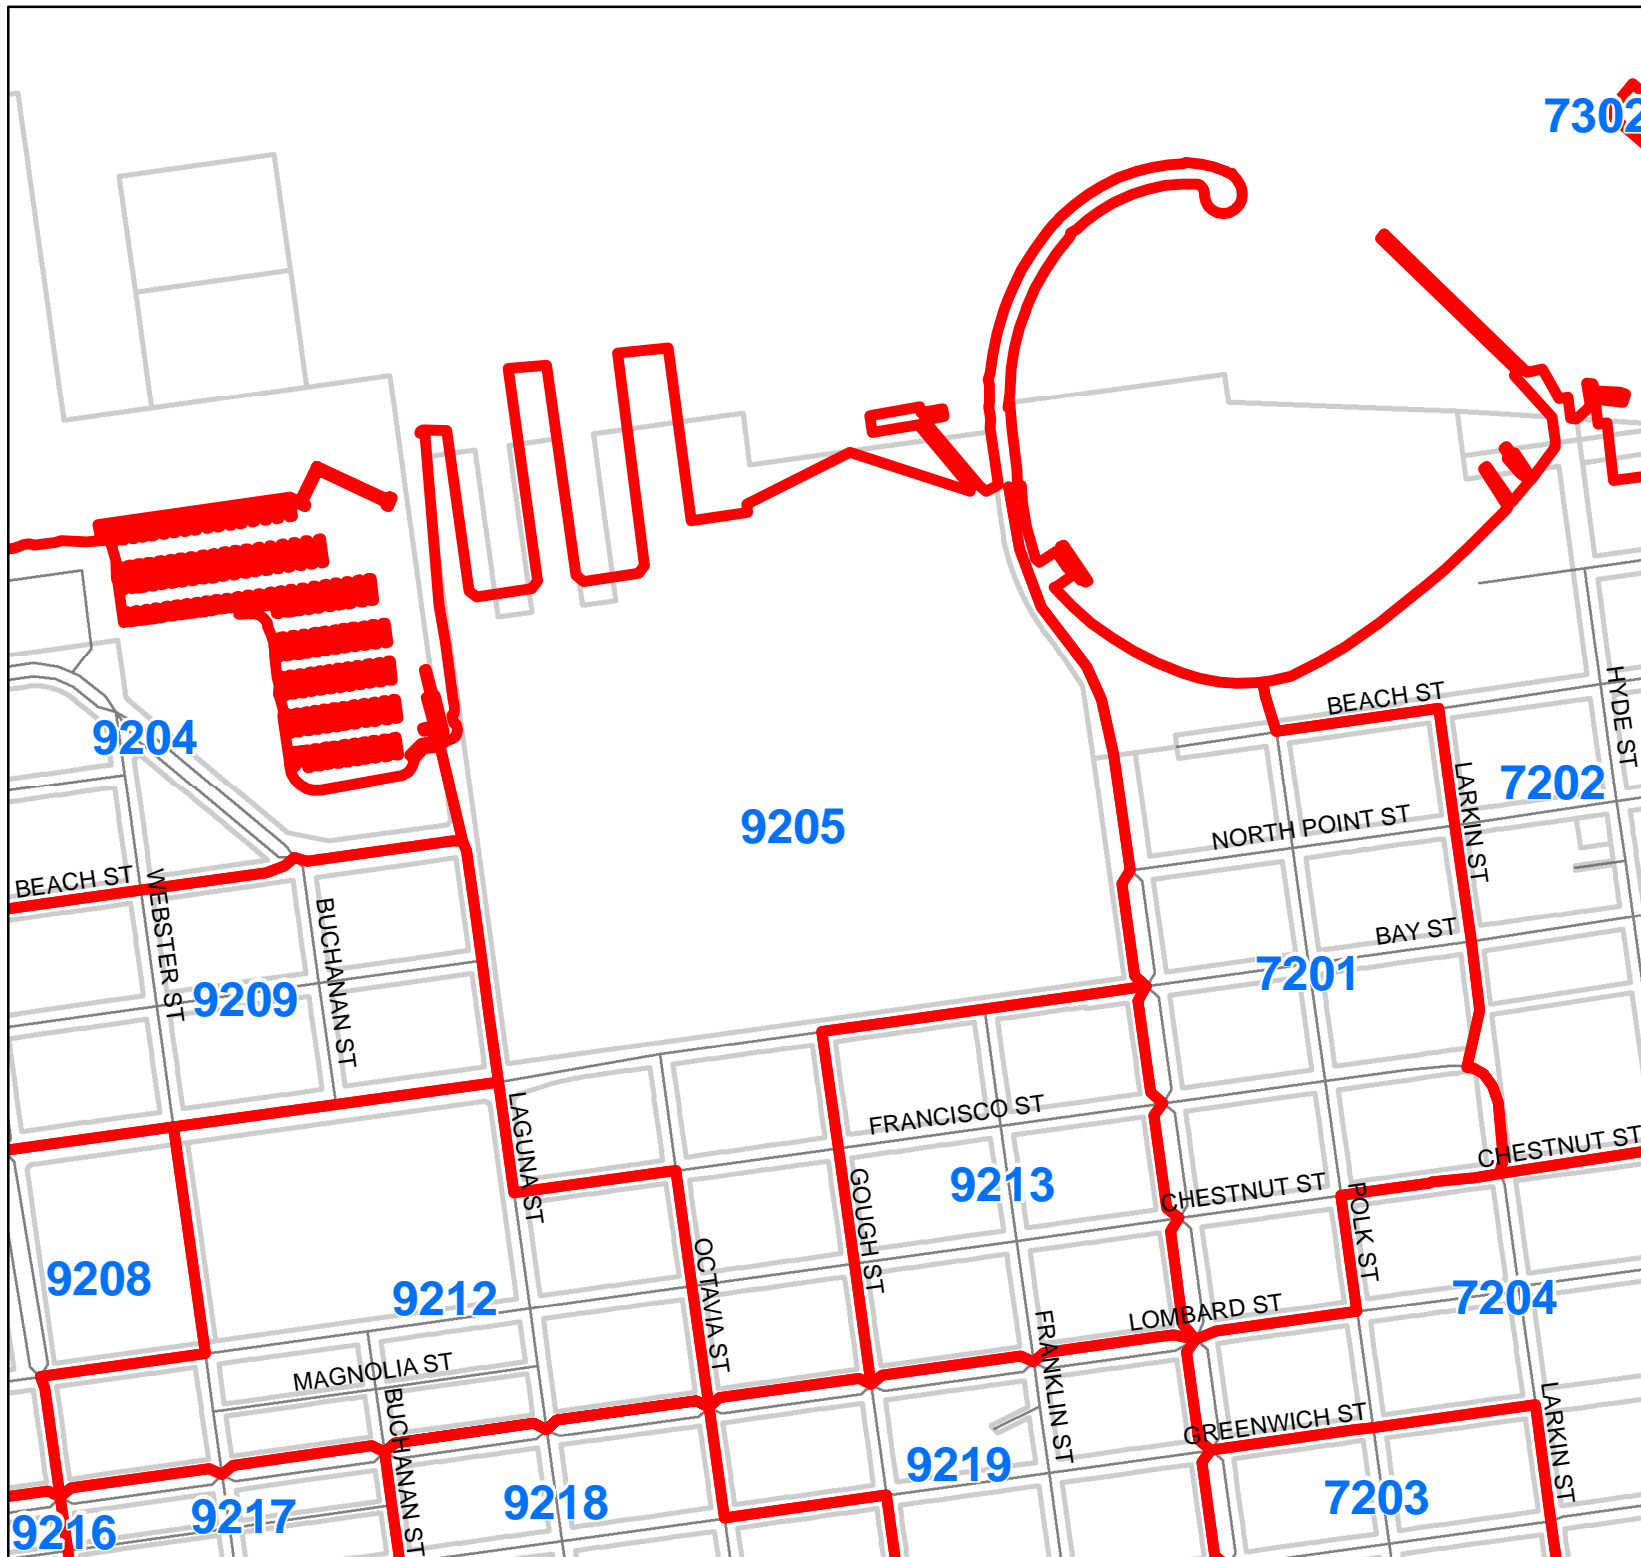 7302
BEACH ST
HYDE ST
9204
7202
LARKIN ST
9205
NORTH POINT ST
BEACH ST
WEBSTER ST
BUCHANAN ST
BAY ST
7201
9209
LAGUNA ST
FRANCISCO ST
CHESTNUT ST
9213
GOUGH ST
CHESTNUT ST
POLK ST
OCTAVIA ST
9208
9212
7204
LOMBARD ST
FRANKLIN ST
MAGNOLIA ST
BUCHANAN ST
LARKIN ST
GREENWICH ST
9219
7203
9218
9217
9216